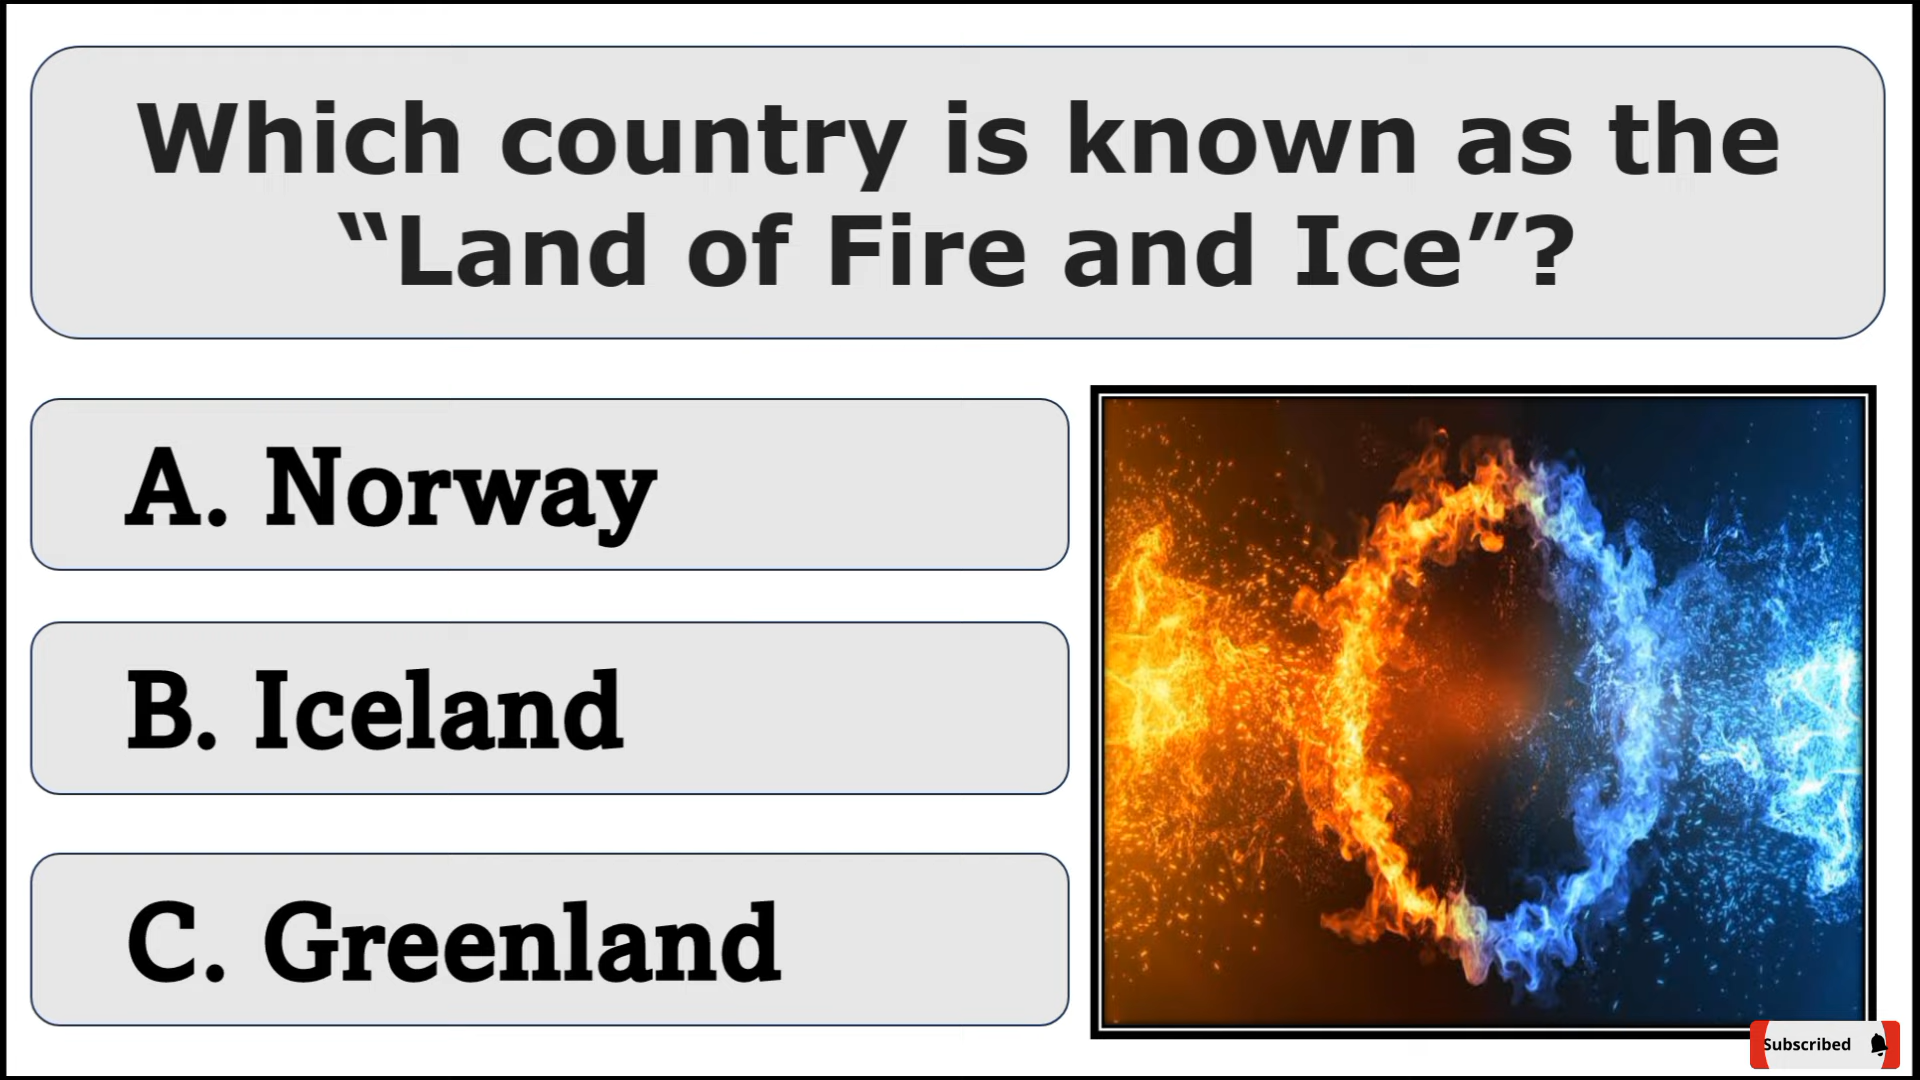 Which country is known as the
“Land of Fire and Ice”?
A. Norway
B. Iceland
C. Greenland
Subscribed